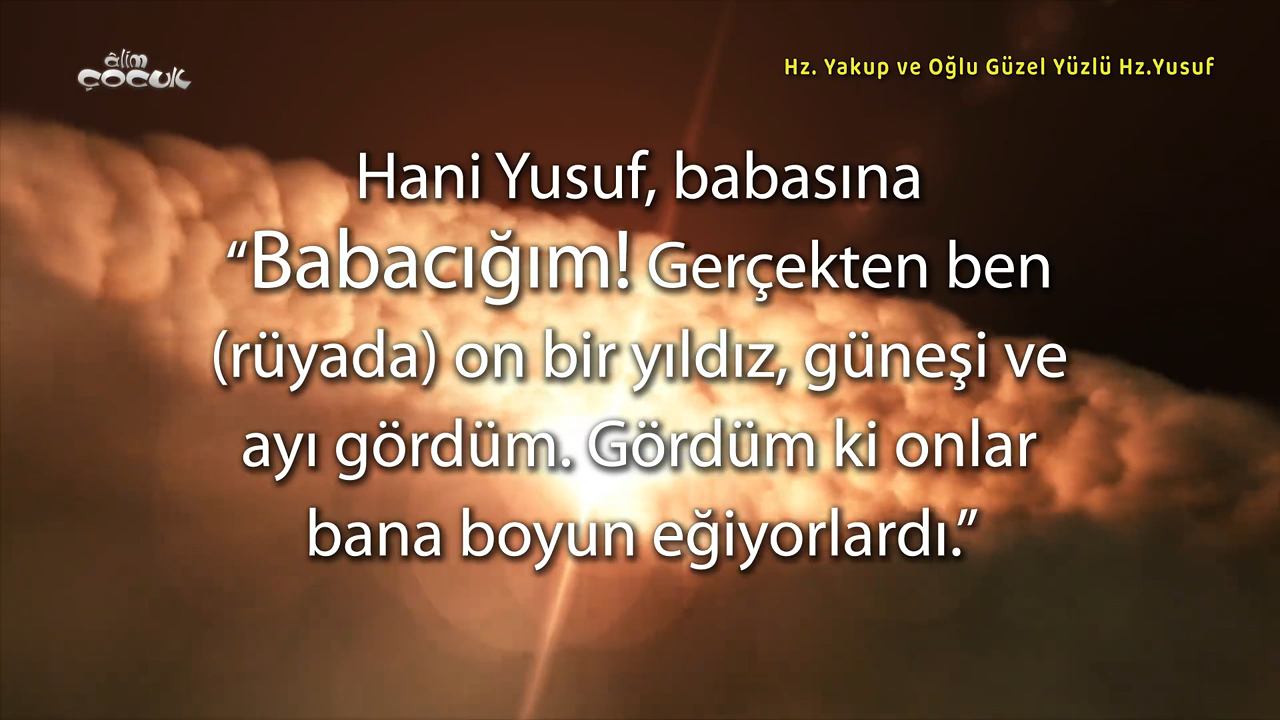 âlim
ÇOCUK
Hz. Yakup ve Oğlu Güzel Yüzlü Hz.Yusuf
Hani Yusuf, babasına
“Babacığım! Gerçekten ben
(rüyada) on bir yıldız, güneşi ve
ayı gördüm. Gördüm ki onlar
bana boyun eğiyorlardı.”